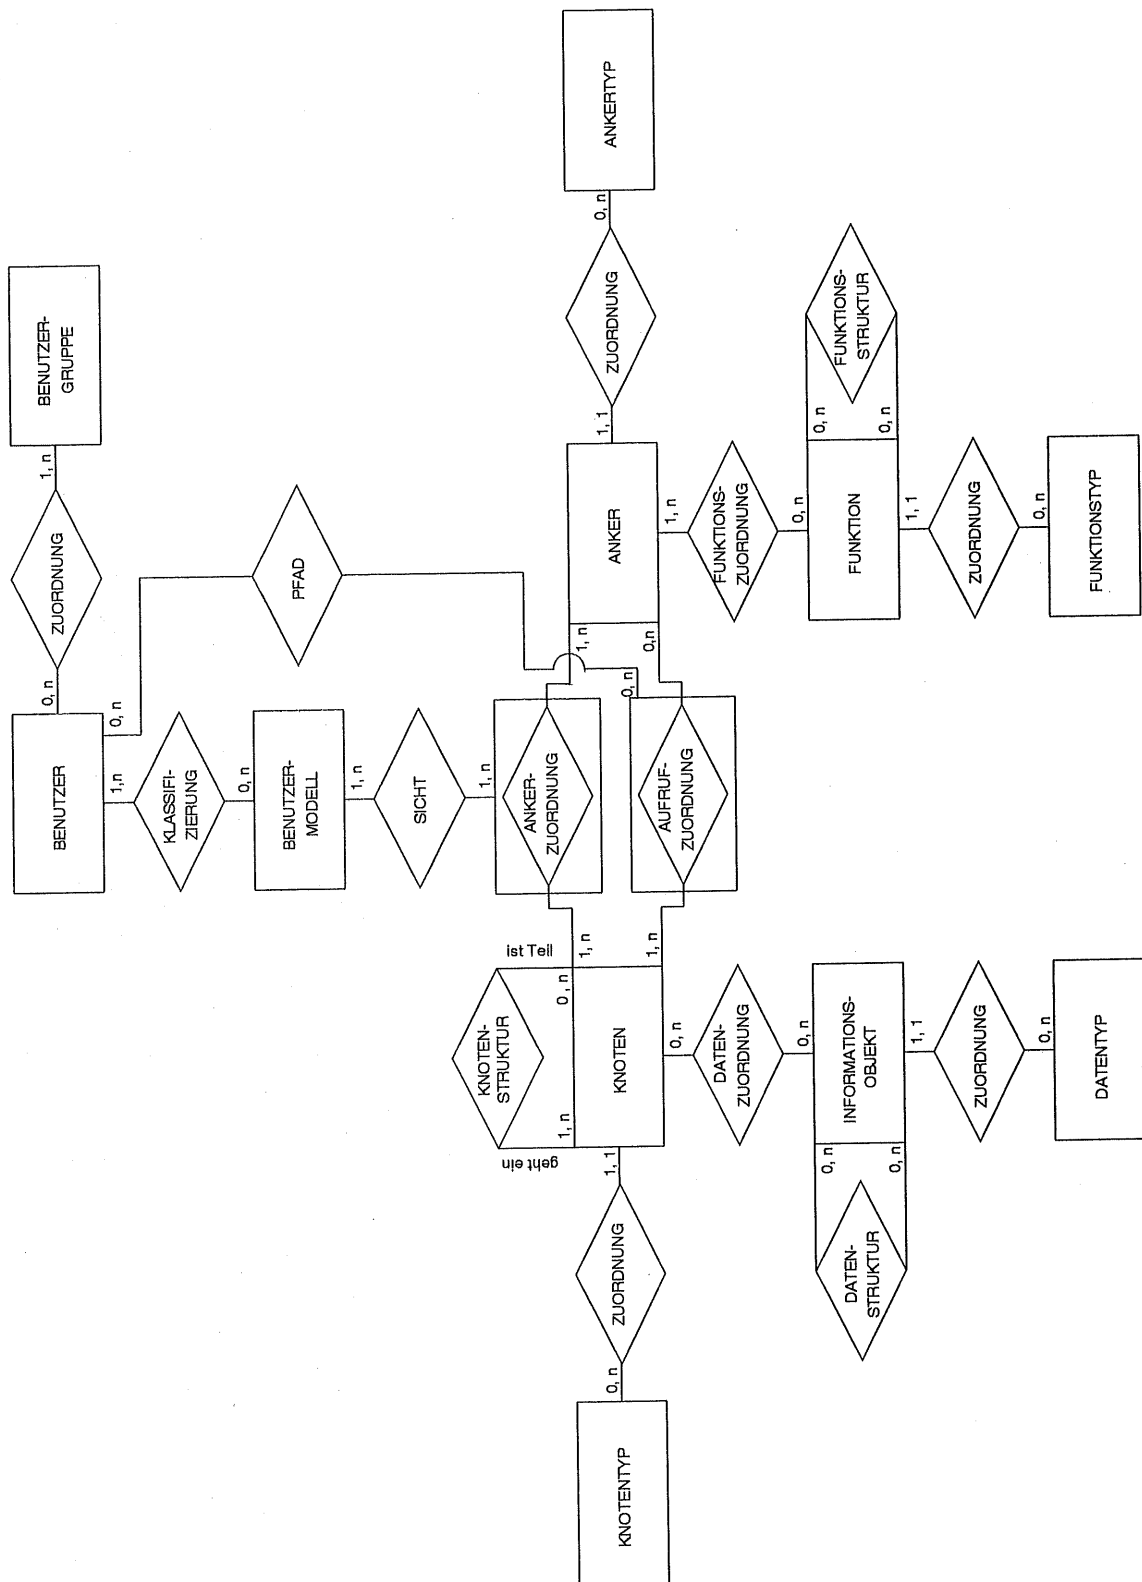 BENUTZER
0, n
ZUORDNUNG
1, n
BENUTZER-
GRUPPE
1,n
0, n
KLASSIFI-
ZIERUNG
0, n
BENUTZER-
MODELL
PFAD
1, n
SICHT
1, n
KNOTEN-
STRUKTUR
geht ein
1, n
ist Teil
0, n
1, n
ANKER-
ZUORDNUNG
1, n
KNOTENTYP
0, n
ZUORDNUNG
1, 1
KNOTEN
ANKER
1, 1
ZUORDNUNG
0, n
ANKERTYP
1, n
AUFRUF-
ZUORDNUNG
0, n
0,n
0, n
DATEN-
ZUORDNUNG
0, n
1, n
FUNKTIONS-
ZUORDNUNG
0, n
DATEN-
STRUKTUR
0, n
0, n
INFORMATIONS-
OBJEKT
FUNKTION
0, n
0, n
FUNKTIONS-
STRUKTUR
1, 1
ZUORDNUNG
0, n
DATENTYP
1, 1
ZUORDNUNG
0, n
FUNKTIONSTYP